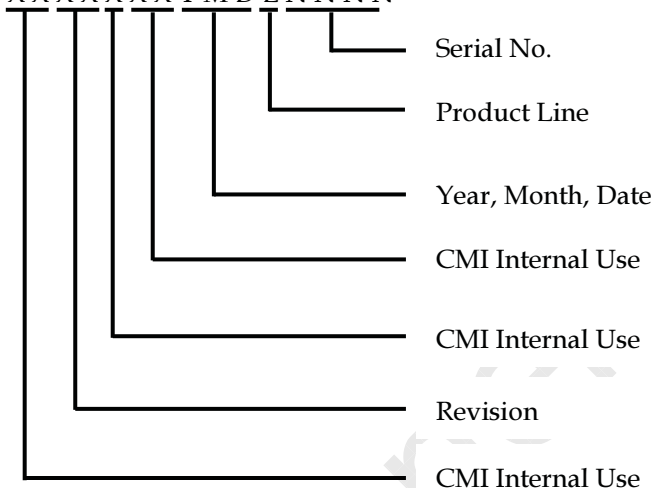 X X X X X X X Y M D L N N N N
Serial No.
Product Line
Year, Month, Date
CMI Internal Use
CMI Internal Use
Revision
CMI Internal Use